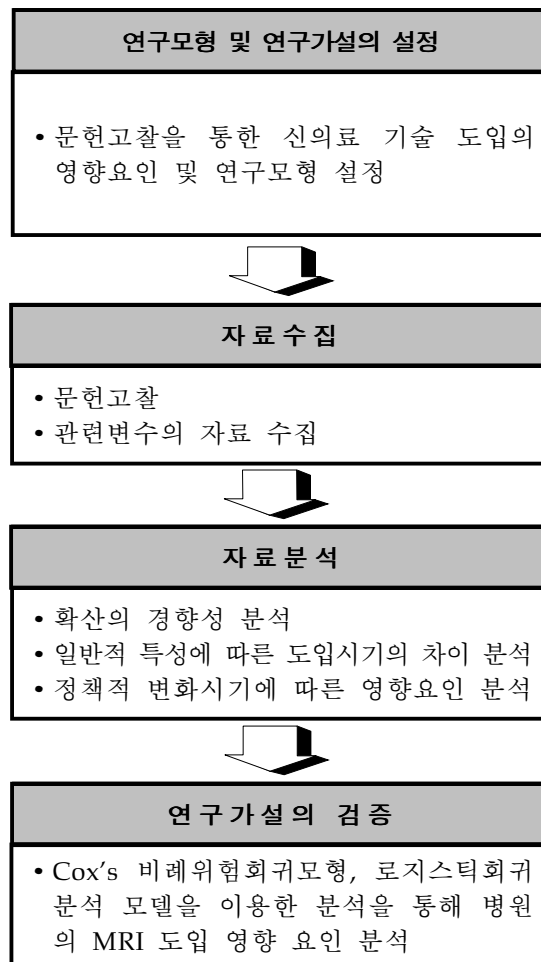 연구모형 및 연구가설의 설정
• 문헌고찰을 통한 신의료 기술 도입의
영향요인 및 연구모형 설정
자료수집
• 문헌고찰
• 관련변수의 자료 수집
자료분석
• 확산의 경향성 분석
• 일반적 특성에 따른 도입시기의 차이 분석
• 정책적 변화시기에 따른 영향요인 분석
연구가설의 검증
• Cox's 비례위험회귀모형, 로지스틱회귀
분석 모델을 이용한 분석을 통해 병원
의 MRI 도입 영향 요인 분석